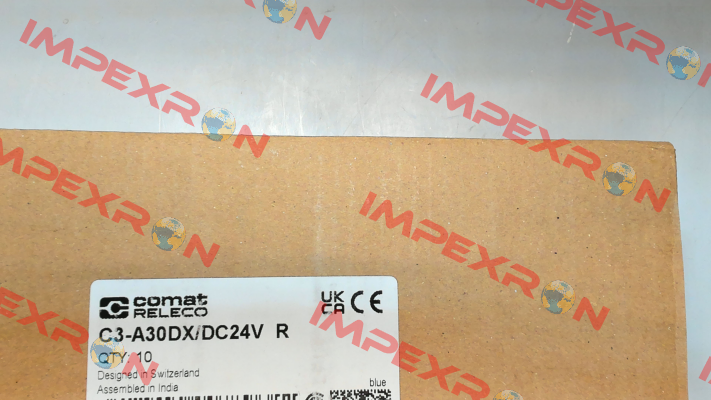 comat
RELECO
UK
CA CE
C3-A30DX/DC24V R
QTY: 10
Designed in Switzerland
Assembled in India
blue
IMPEXRON
IMPEXRON
IMPEXRON
IMPEXRON
IMPEXRON
IMPEXRON
IMPEXRON